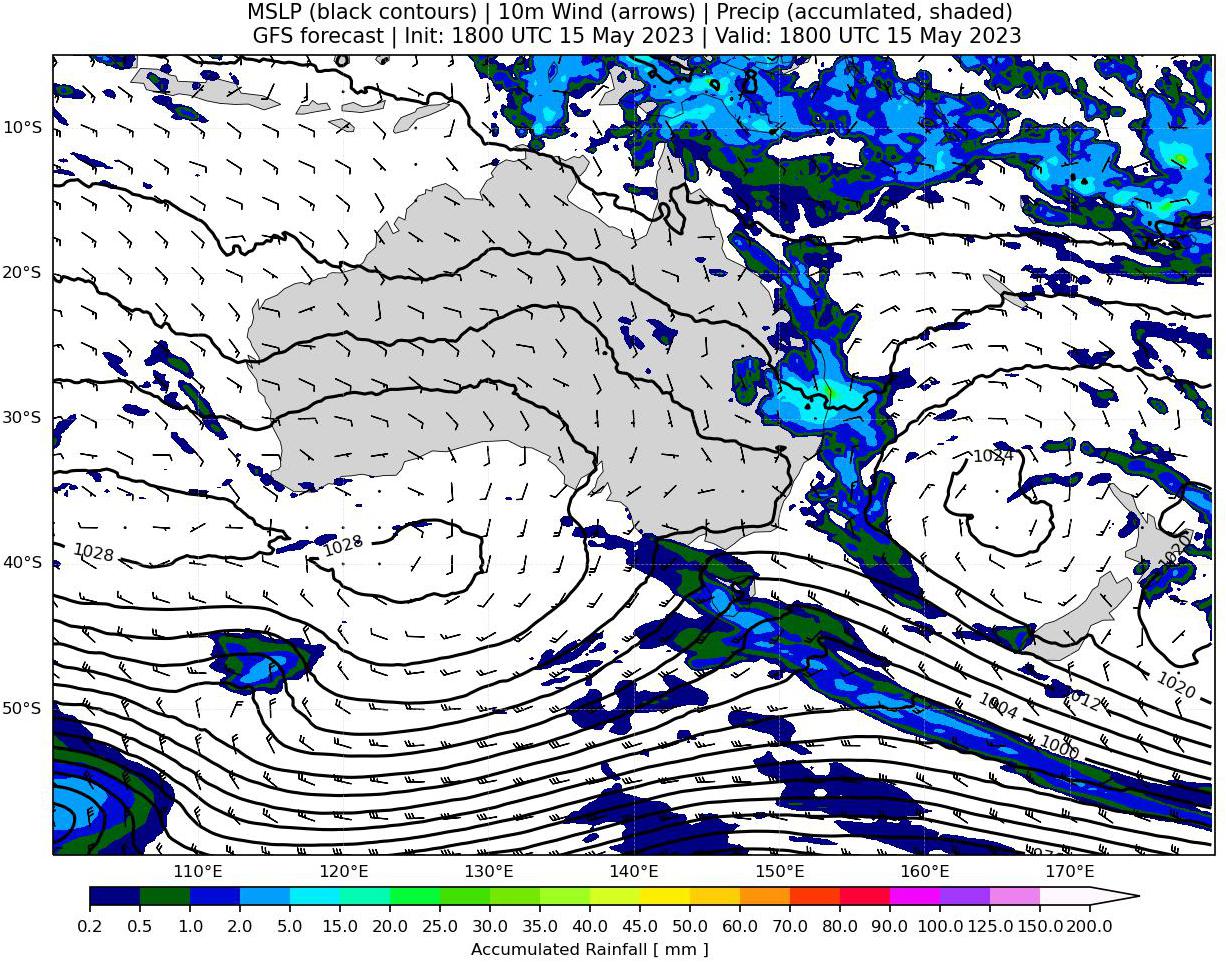 MSLP (black contours) | 10m Wind (arrows) | Precip (accumlated, shaded)
GFS forecast | Init: 1800 UTC 15 May 2023 | Valid: 1800 UTC 15 May 2023
10°S
20°S
30°S
1024
1028
1028
1020
40°S
1020
1012
1004
50°S
1000
110°E 120°E 130°E 140°E 150°E 160°E 170°E
0.2 0.5 1.0 2.0 5.0 10.0 15.0 20.0 25.0 30.0 35.0 40.0 45.0 50.0 60.0 70.0 80.0 90.0 100.0 125.0 150.0 200.0
Accumulated Rainfall [ mm ]